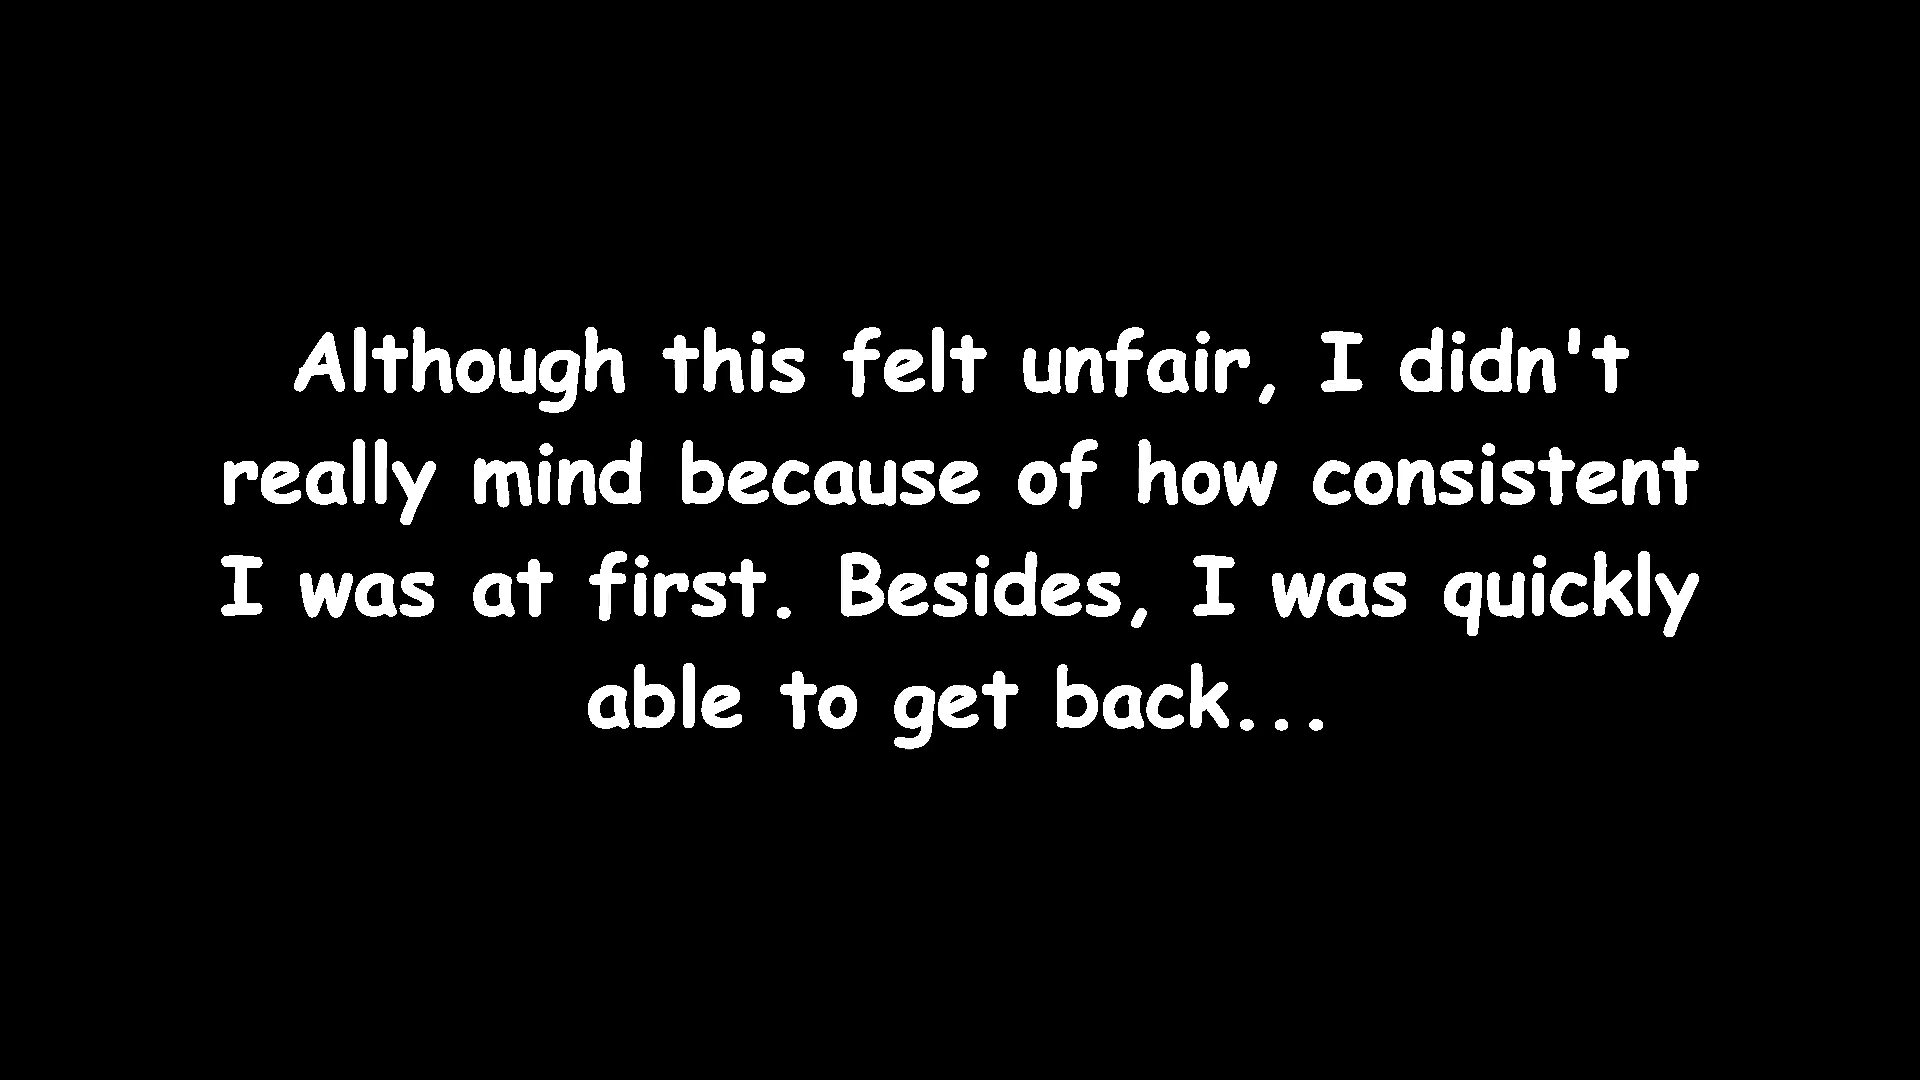 Although this felt unfair, I didn't
really mind because of how consistent
I was at first. Besides, I was quickly
able to get back...